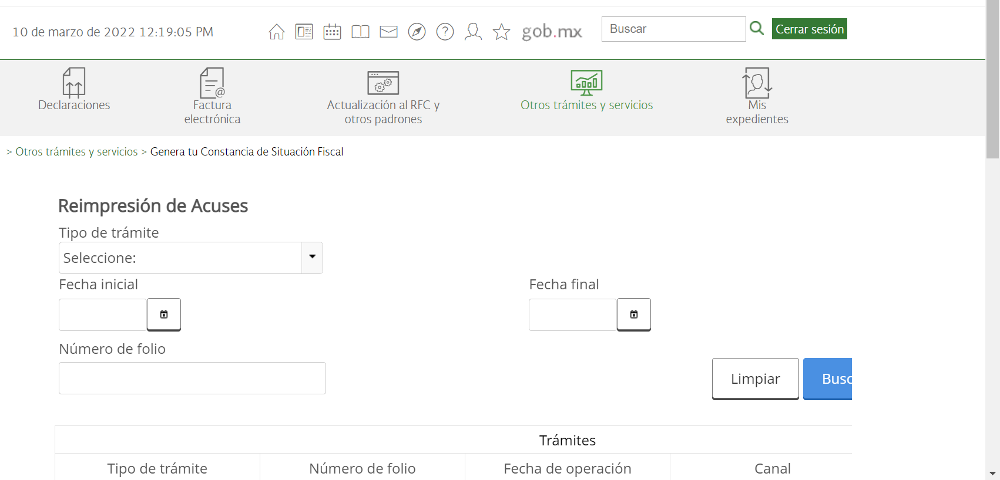 10 de marzo de 2022 12:19:05 PM
gob.mx
Buscar
Cerrar sesión
Declaraciones
Factura
electrónica
Actualización al RFC y
otros padrones
Otros trámites y servicios
Mis
expedientes
> Otros trámites y servicios > Genera tu Constancia de Situación Fiscal
Reimpresión de Acuses
Tipo de trámite
Seleccione:
Fecha inicial
Fecha final
Número de folio
Limpiar
Busc
Trámites
Tipo de trámite
Número de folio
Fecha de operación
Canal